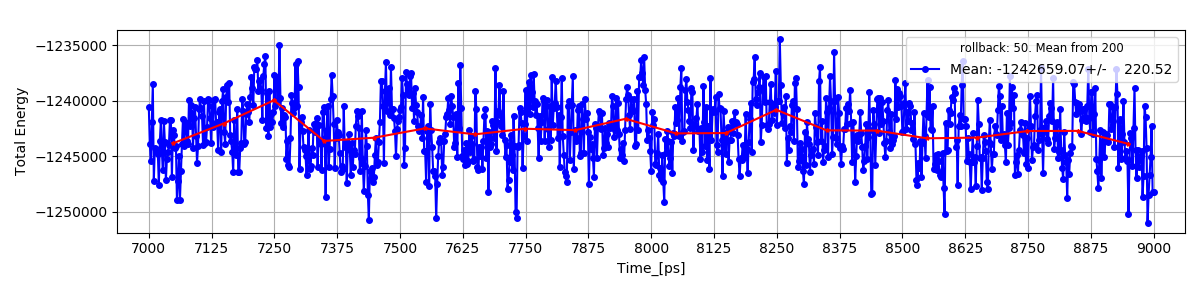 rollback: 50. Mean from 200
Mean: -1242659.07+/-    220.52
Total Energy
−1235000
−1240000
−1245000
−1250000
7000 7125 7250 7375 7500 7625 7750 7875 8000 8125 8250 8375 8500 8625 8750 8875 9000
Time_[ps]